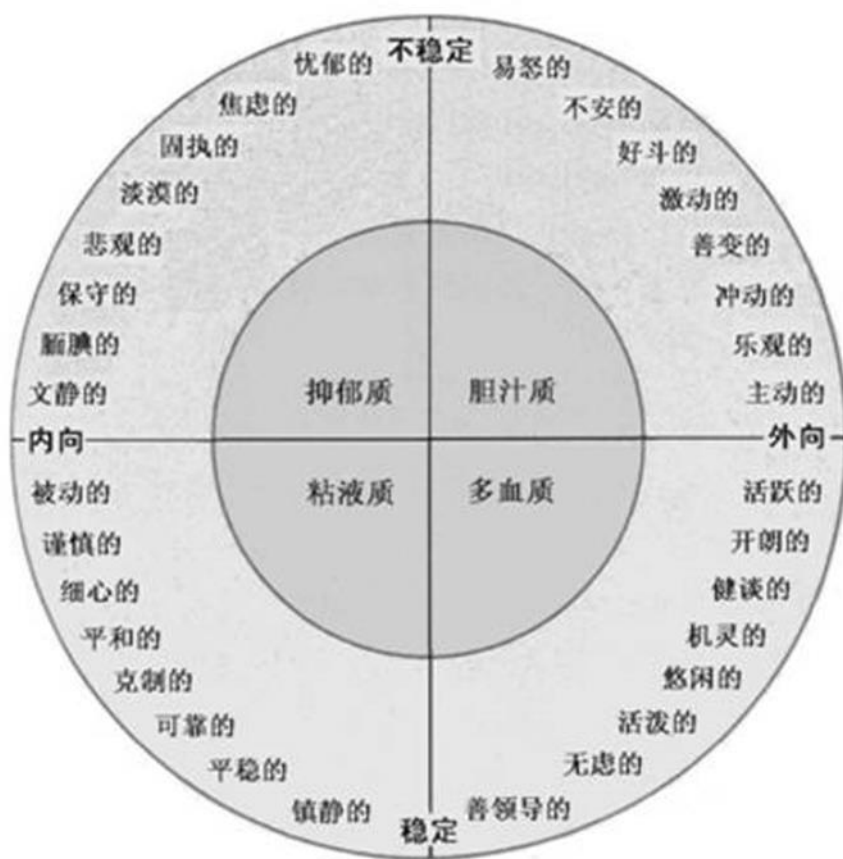 不稳定
忧郁的
易怒的
焦虑的
不安的
固执的
好斗的
淡漠的
激动的
悲观的
善变的
保守的
冲动的
腼腆的
乐观的
文静的
抑郁质
胆汁质
主动的
内向
外向
被动的
粘液质
多血质
活跃的
谨慎的
开朗的
细心的
健谈的
平和的
机灵的
克制的
悠闲的
可靠的
活泼的
平稳的
无虑的
镇静的
善领导的
稳定